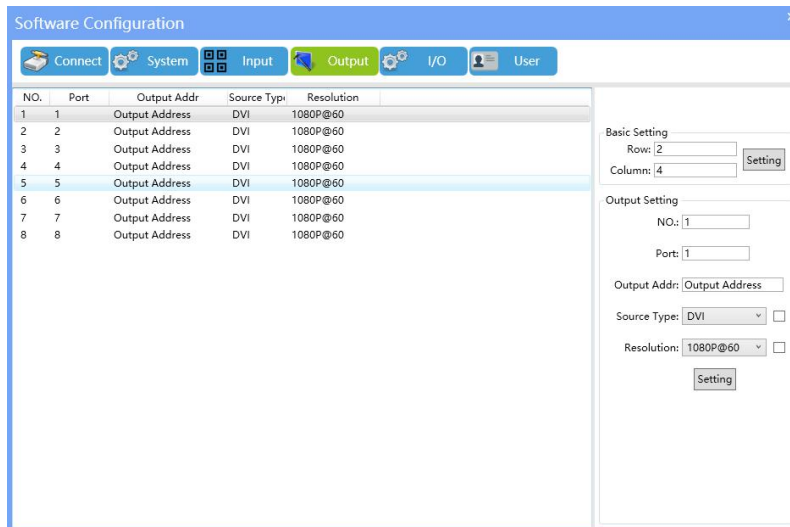 Software Configuration
Connect System Input Output I/O User
NO. Port Output Addr Source Type Resolution
1 1 Output Address DVI 1080P@60
2 2 Output Address DVI 1080P@60
3 3 Output Address DVI 1080P@60
4 4 Output Address DVI 1080P@60
5 5 Output Address DVI 1080P@60
6 6 Output Address DVI 1080P@60
7 7 Output Address DVI 1080P@60
8 8 Output Address DVI 1080P@60
Basic Setting
Row: 2
Column: 4
Setting
Output Setting
NO.: 1
Port: 1
Output Addr: Output Address
Source Type: DVI
Resolution: 1080P@60
Setting